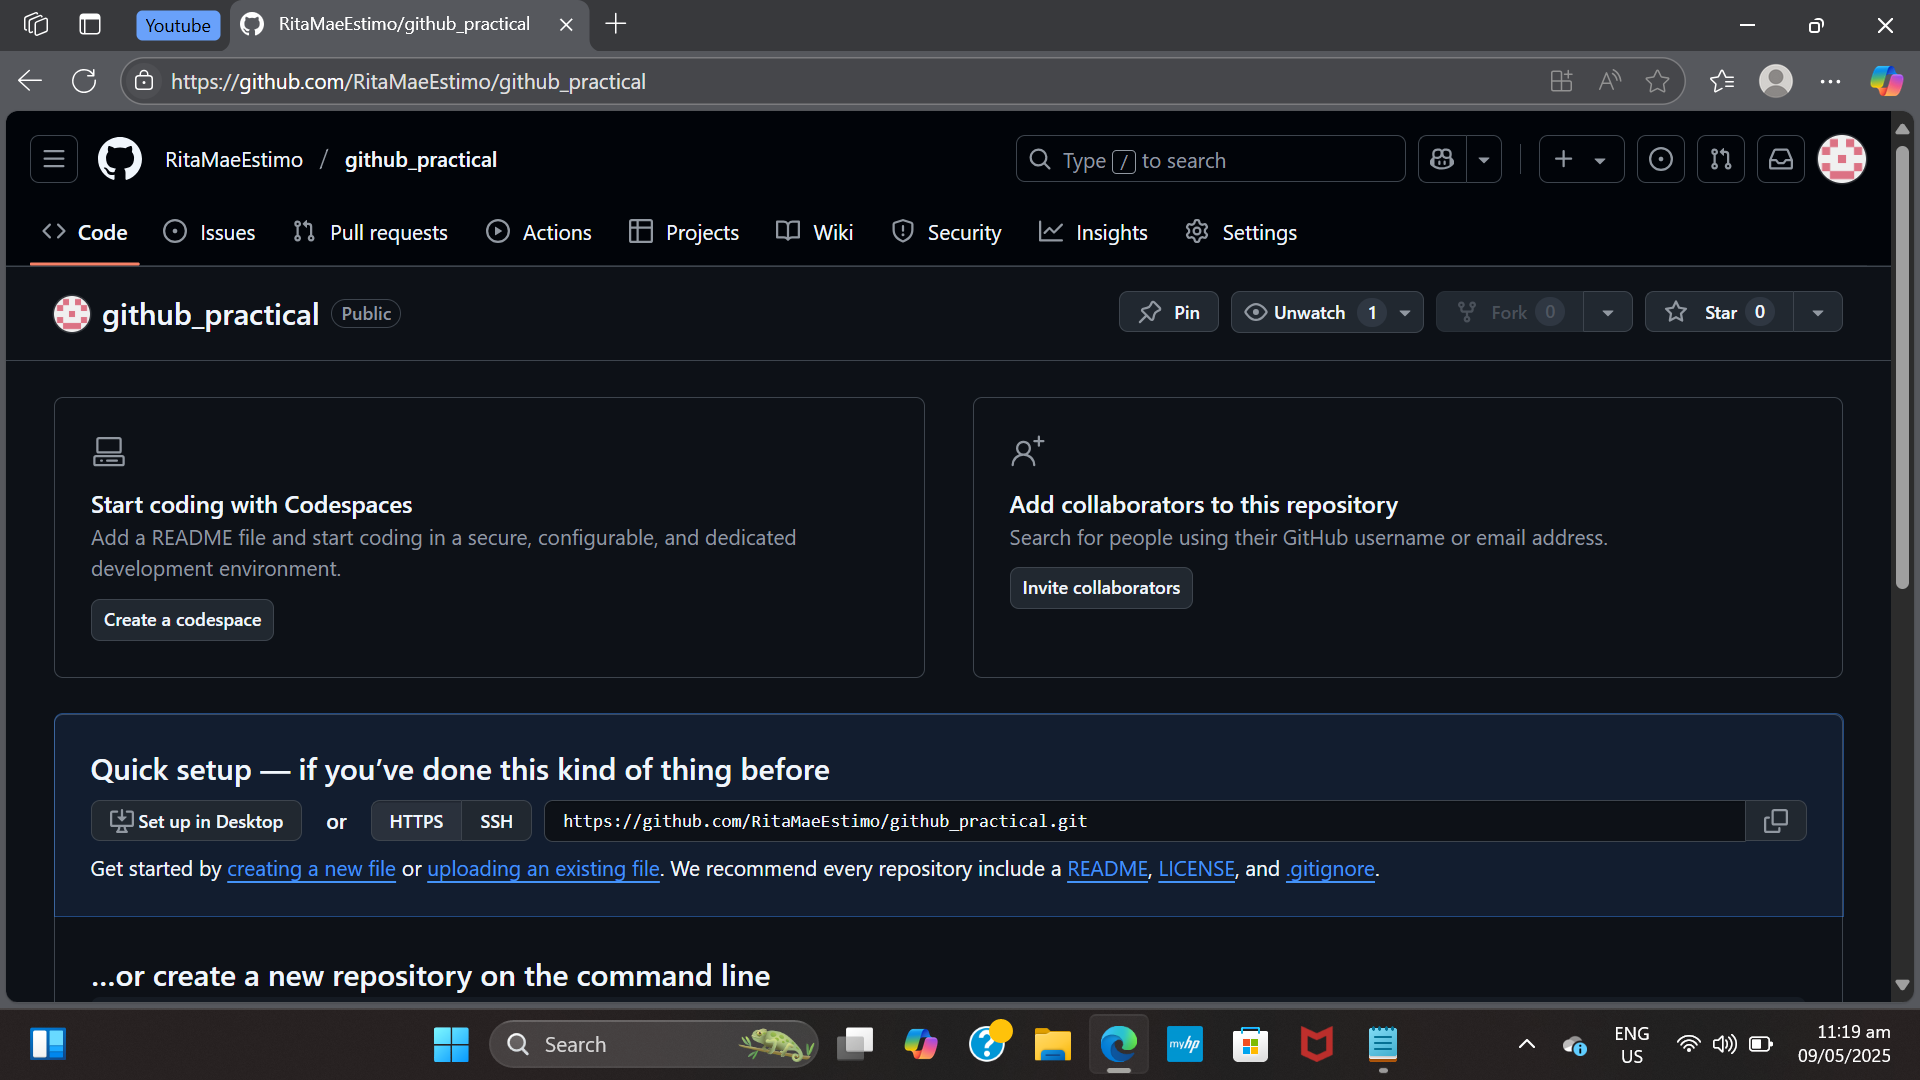 Youtube
RitaMaeEstimo/github_practical
https://github.com/RitaMaeEstimo/github_practical
RitaMaeEstimo / github_practical
Type / to search
Code
Issues
Pull requests
Actions
Projects
Wiki
Security
Insights
Settings
github_practical Public
Pin
Unwatch 1
Fork 0
Star 0
Start coding with Codespaces
Add a README file and start coding in a secure, configurable, and dedicated
development environment.
Create a codespace
Add collaborators to this repository
Search for people using their GitHub username or email address.
Invite collaborators
Quick setup — if you’ve done this kind of thing before
Set up in Desktop or HTTPS SSH https://github.com/RitaMaeEstimo/github_practical.git
Get started by creating a new file or uploading an existing file. We recommend every repository include a README, LICENSE, and .gitignore.
…or create a new repository on the command line
Search
myhp
ENG
US
11:19 am
09/05/2025